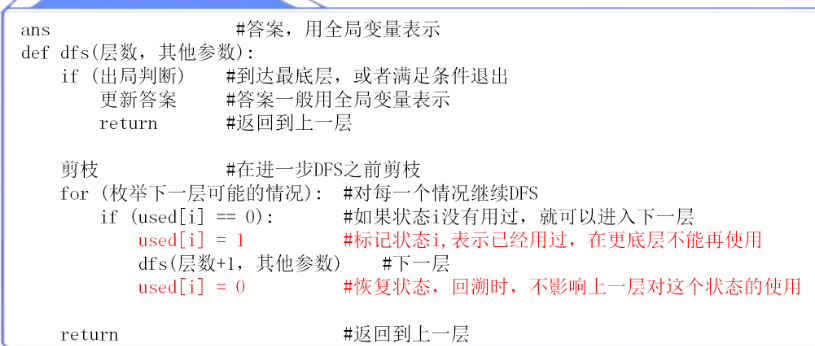 ans                    #答案，用全局变量表示
def dfs(层数，其他参数):
    if (出局判断)    #到达最底层，或者满足条件退出
        更新答案     #答案一般用全局变量表示
        return       #返回到上一层
    剪枝             #在进一步DFS之前剪枝
    for (枚举下一层可能的情况):  #对每一个情况继续DFS
        if (used[i] == 0):       #如果状态i没有用过，就可以进入下一层
            used[i] = 1          #标记状态i,表示已经用过，在更底层不能再使用
            dfs(层数+1，其他参数)    #下一层
            used[i] = 0          #恢复状态，回溯时，不影响上一层对这个状态的使用
    return                       #返回到上一层